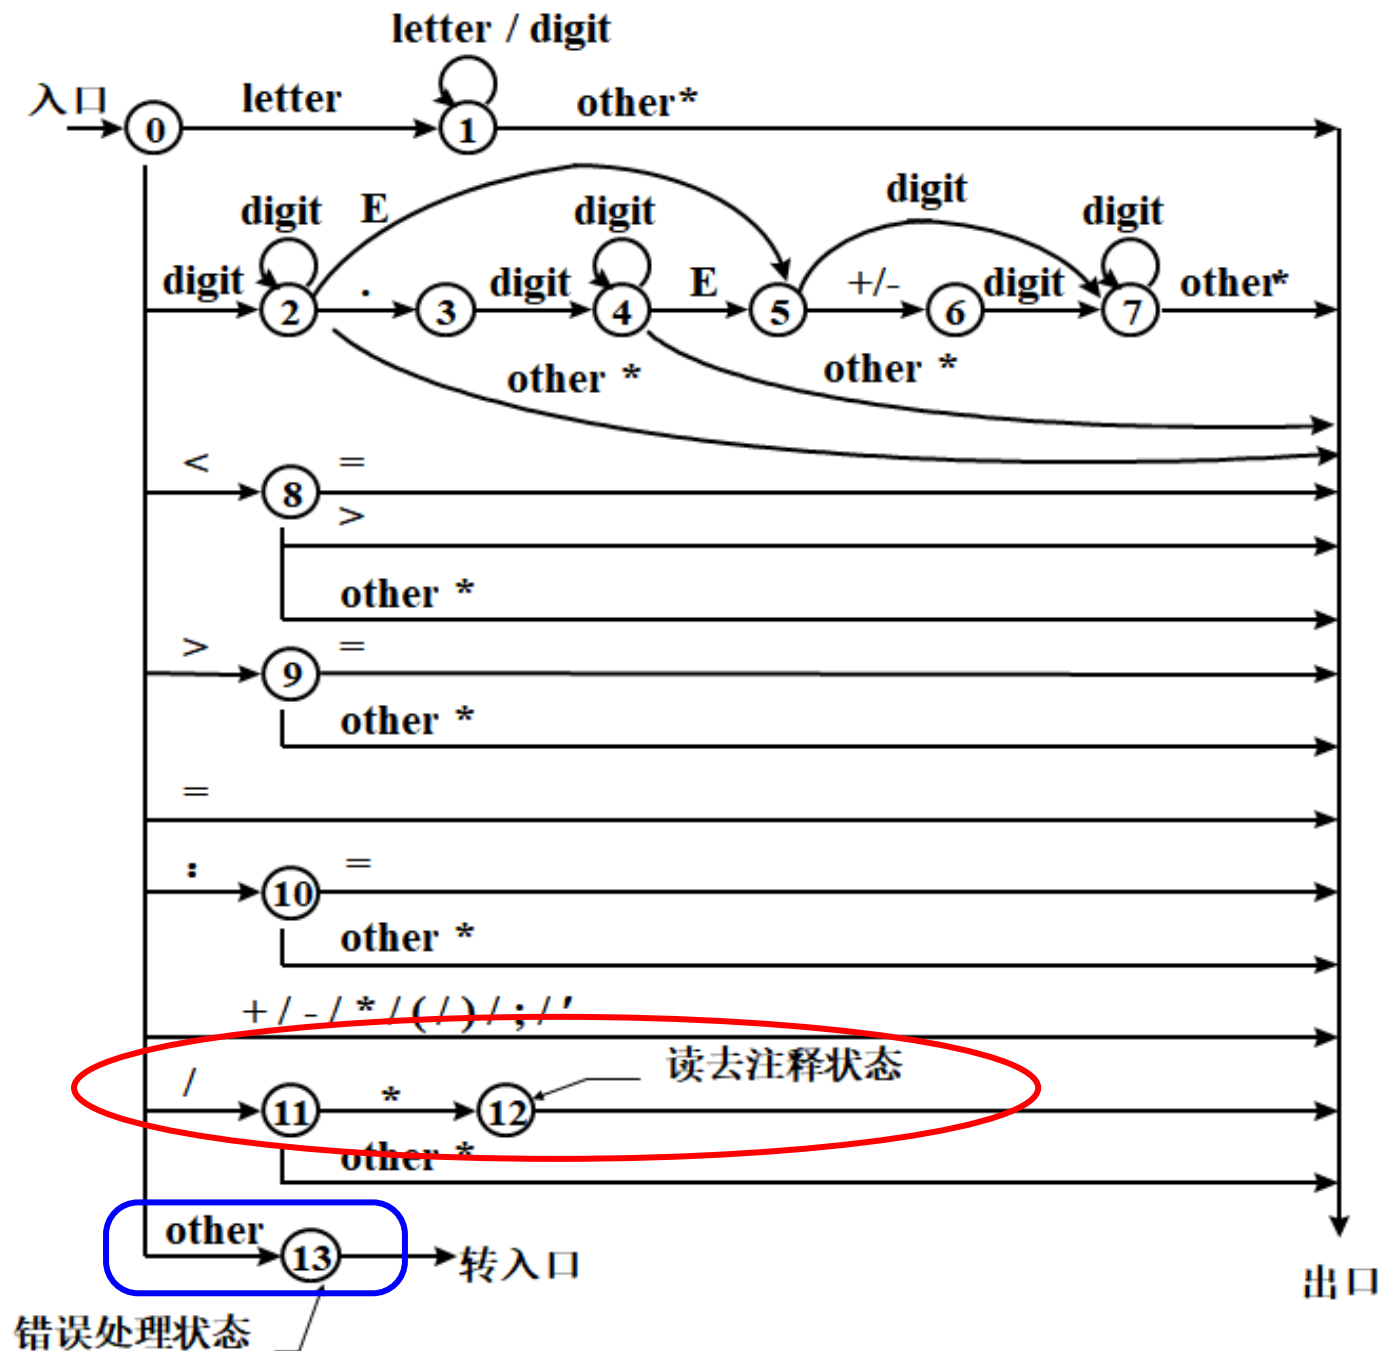 letter / digit
入口 0 letter 1 other*
digit
digit E digit digit
digit 2 . 3 digit 4 E 5 +/- 6 digit 7 other*
other * other *
< 8 =
>
other *
> 9 =
other *
=
: 10 =
other *
+ / - / * / ( / ) / ; / '
读去注释状态
/ 11 * 12
other *
other 13 转入口
出口
错误处理状态